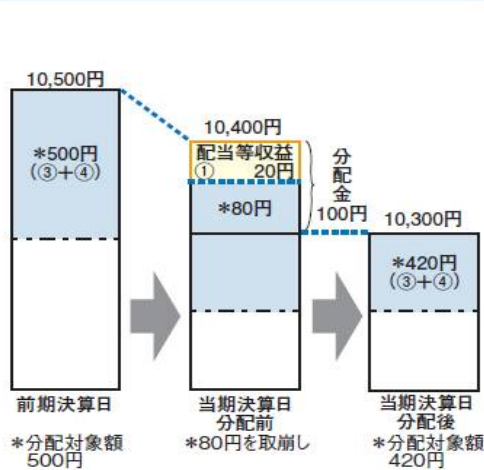 10,500円
*500円
(③+④)
前期決算日
*分配対象額
500円
10,400円
配当等収益
① 20円
*80円
分配金
100円
当期決算日
分配前
*80円を取崩し
10,300円
*420円
(③+④)
当期決算日
分配後
*分配対象額
420円